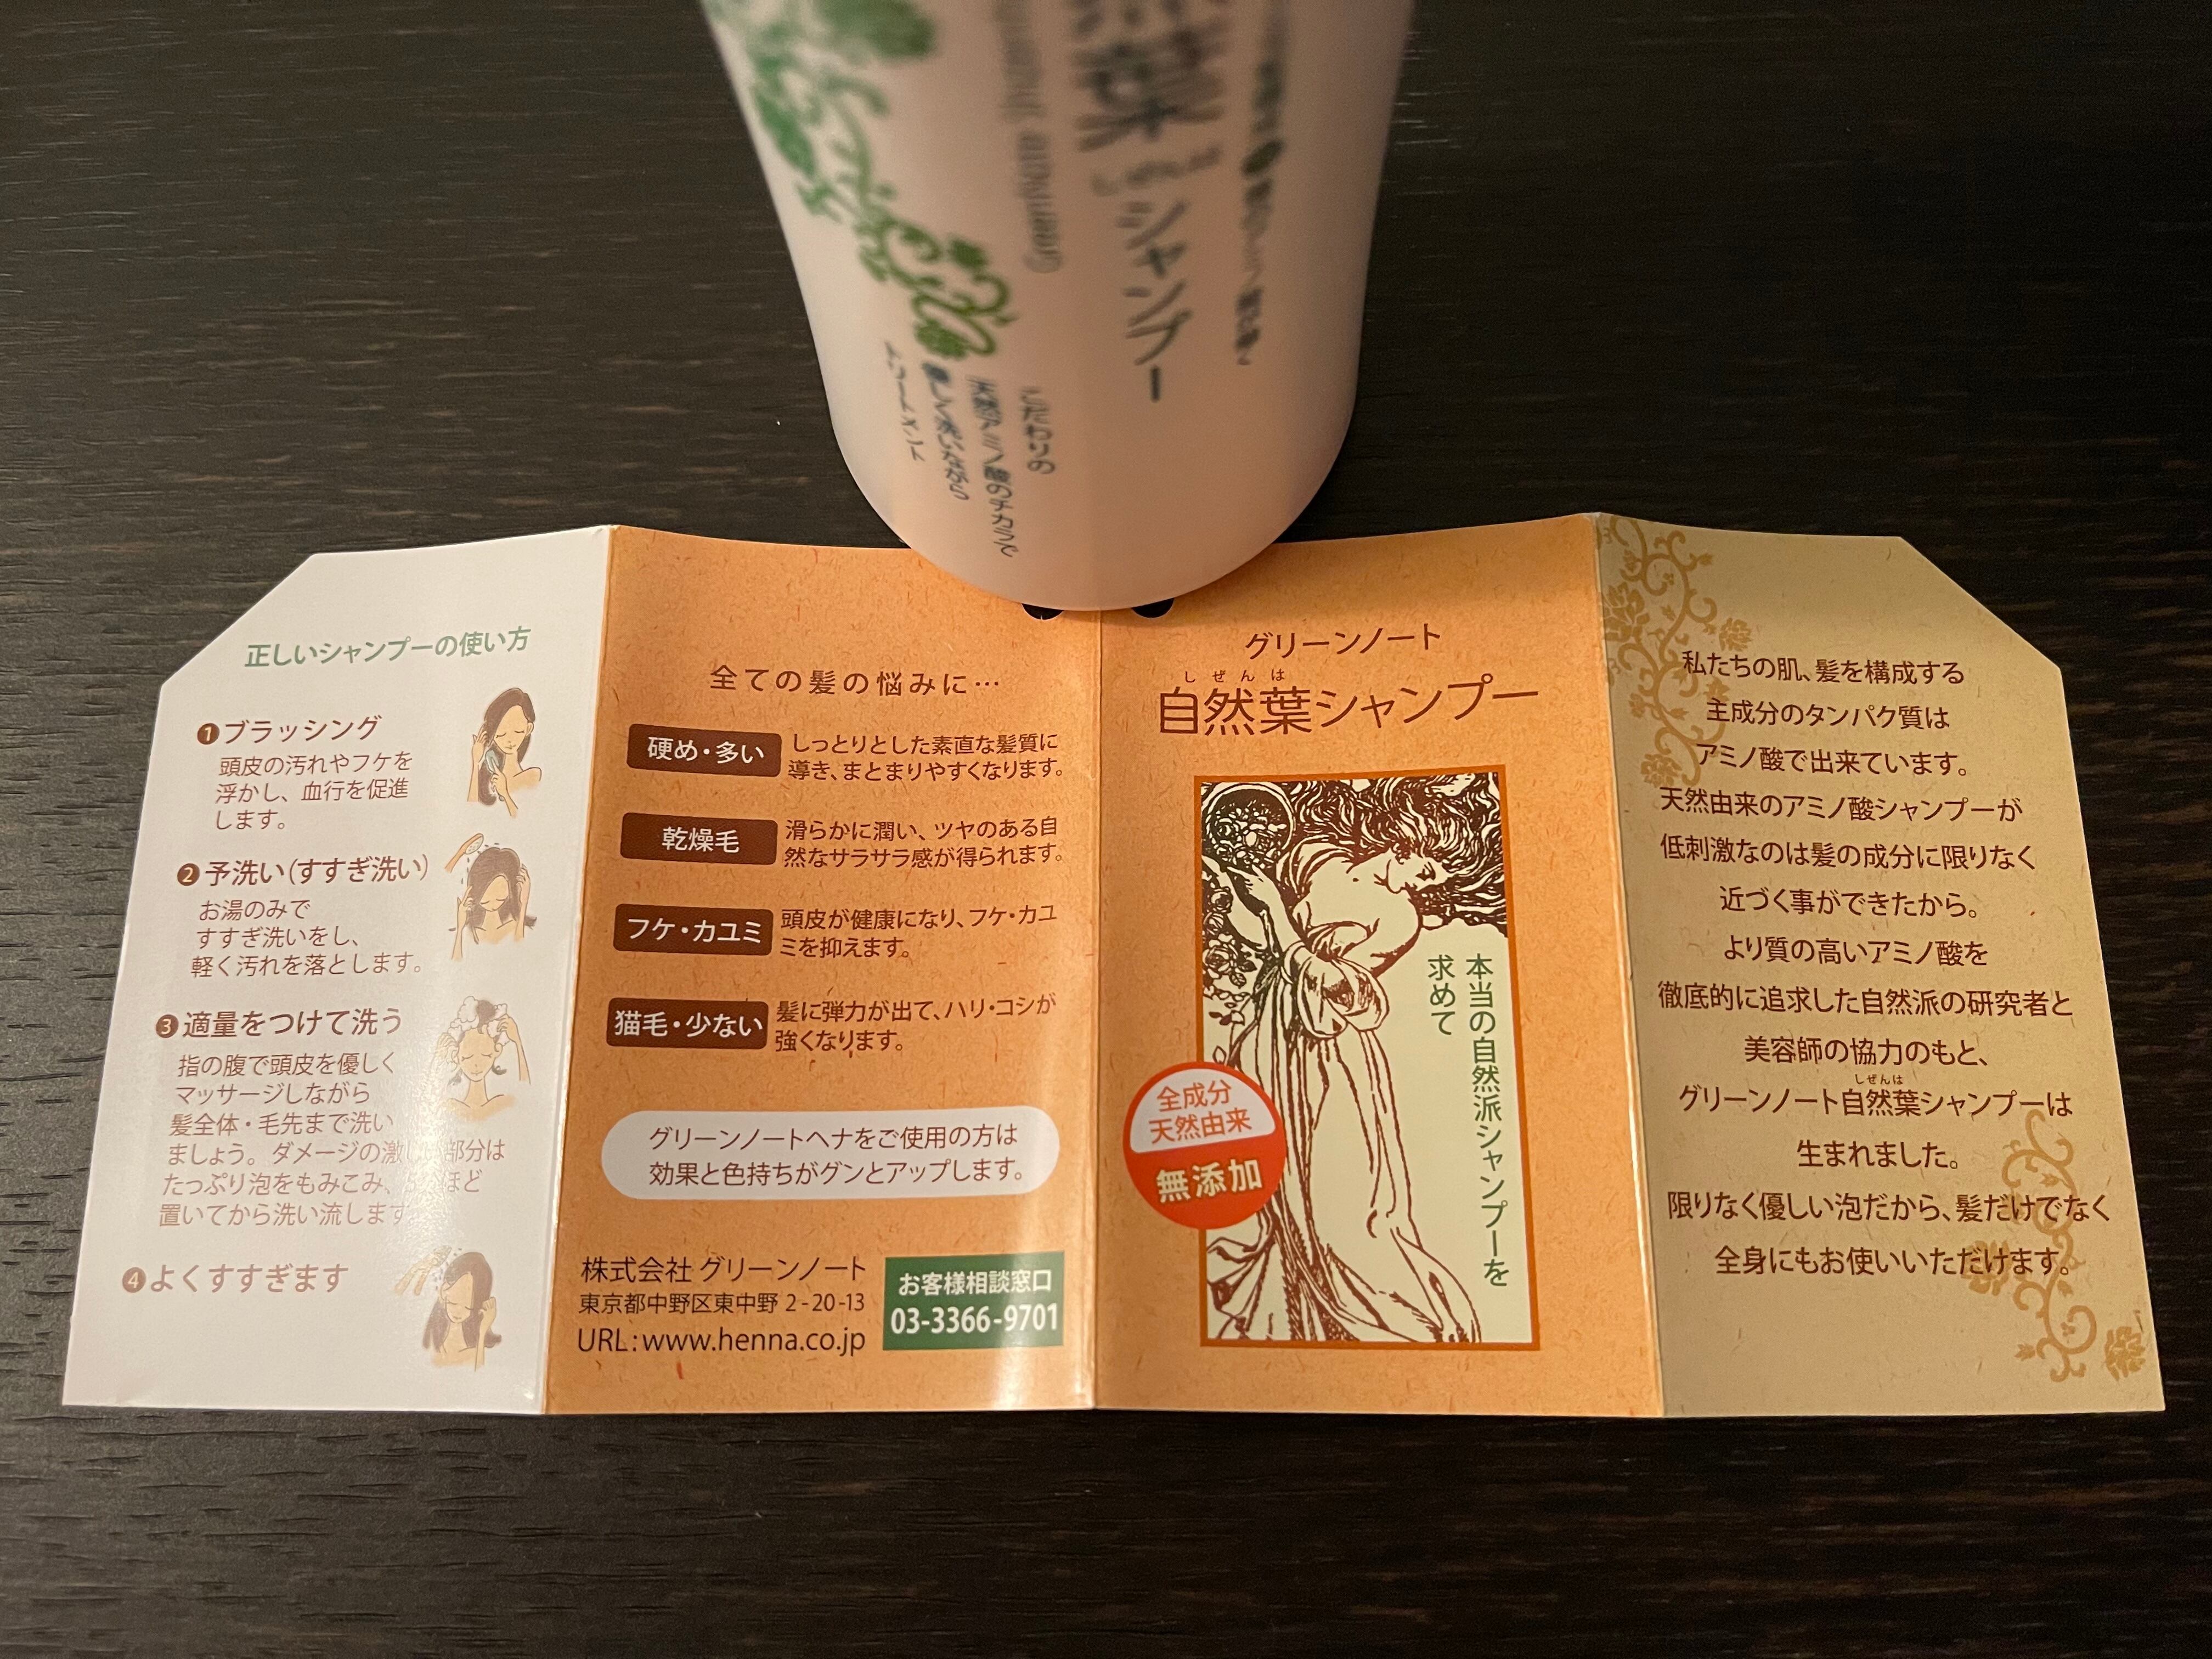 葉
シャンプー
こだわりの
天然アミノ酸のチカラで
優しく洗いながら
トリートメント
正しいシャンプーの使い方
❶ブラッシング
頭皮の汚れやフケを
浮かし、血行を促進
します。
❷予洗い(すすぎ洗い)
お湯のみで
すすぎ洗いをし、
軽く汚れを落とします。
❸適量をつけて洗う
指の腹で頭皮を優しく
マッサージしながら
髪全体・毛先まで洗い
ましょう。ダメージの激しい部分は
たっぷり泡をもみこみ、ほど
置いてから洗い流します
❹よくすすぎます
全ての髪の悩みに…
硬め・多い
しっとりとした素直な髪質に
導き、まとまりやすくなります。
乾燥毛
滑らかに潤い、ツヤのある自
然なサラサラ感が得られます。
フケ・カユミ
頭皮が健康になり、フケ・カユ
ミを抑えます。
猫毛・少ない
髪に弾力が出て、ハリ・コシが
強くなります。
グリーンノートヘナをご使用の方は
効果と色持ちがグンとアップします。
株式会社 グリーンノート
東京都中野区東中野 2-20-13
URL:www.henna.co.jp
お客様相談窓口
03-3366-9701
グリーンノート
しぜんは
自然葉シャンプー
本当の自然派シャンプーを
求めて
全成分
天然由来
無添加
私たちの肌、髪を構成する
主成分のタンパク質は
アミノ酸で出来ています。
天然由来のアミノ酸シャンプーが
低刺激なのは髪の成分に限りなく
近づく事ができたから。
より質の高いアミノ酸を
徹底的に追求した自然派の研究者と
美容師の協力のもと、
しぜんは
グリーンノート自然葉シャンプーは
生まれました。
限りなく優しい泡だから、髪だけでなく
全身にもお使いいただけます。